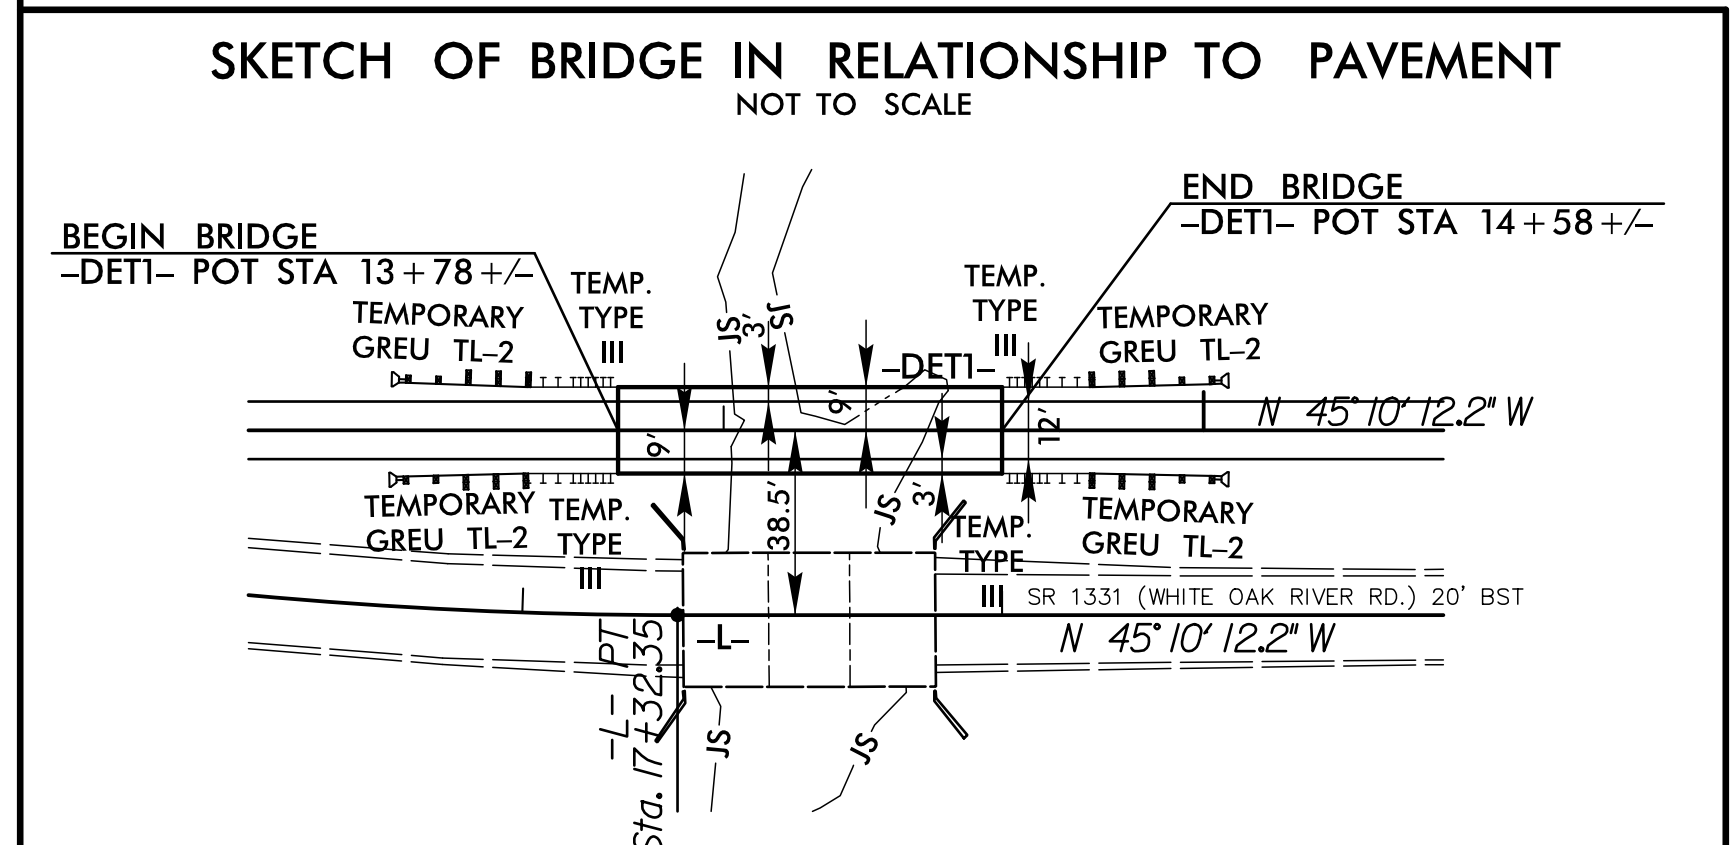 SKETCH OF BRIDGE IN RELATIONSHIP TO PAVEMENT
NOT TO SCALE
BEGIN BRIDGE
-DET1- POT STA 13+78+/-
END BRIDGE
-DET1- POT STA 14+58+/-
TEMPORARY
GREU TL-2
TEMP.
TYPE
III
JS
3'
JS
TEMP.
TYPE
III
TEMPORARY
GREU TL-2
-DET1-
9'
9'
12'
N 45° 10' 12.2" W
38.5'
JS
3'
TEMPORARY
GREU TL-2
TEMP.
TYPE
III
TEMP.
TYPE
III
TEMPORARY
GREU TL-2
SR 1331 (WHITE OAK RIVER RD.) 20' BST
-L-
N 45° 10' 12.2" W
-L- PT
Sta. 17+32.35
JS
JS